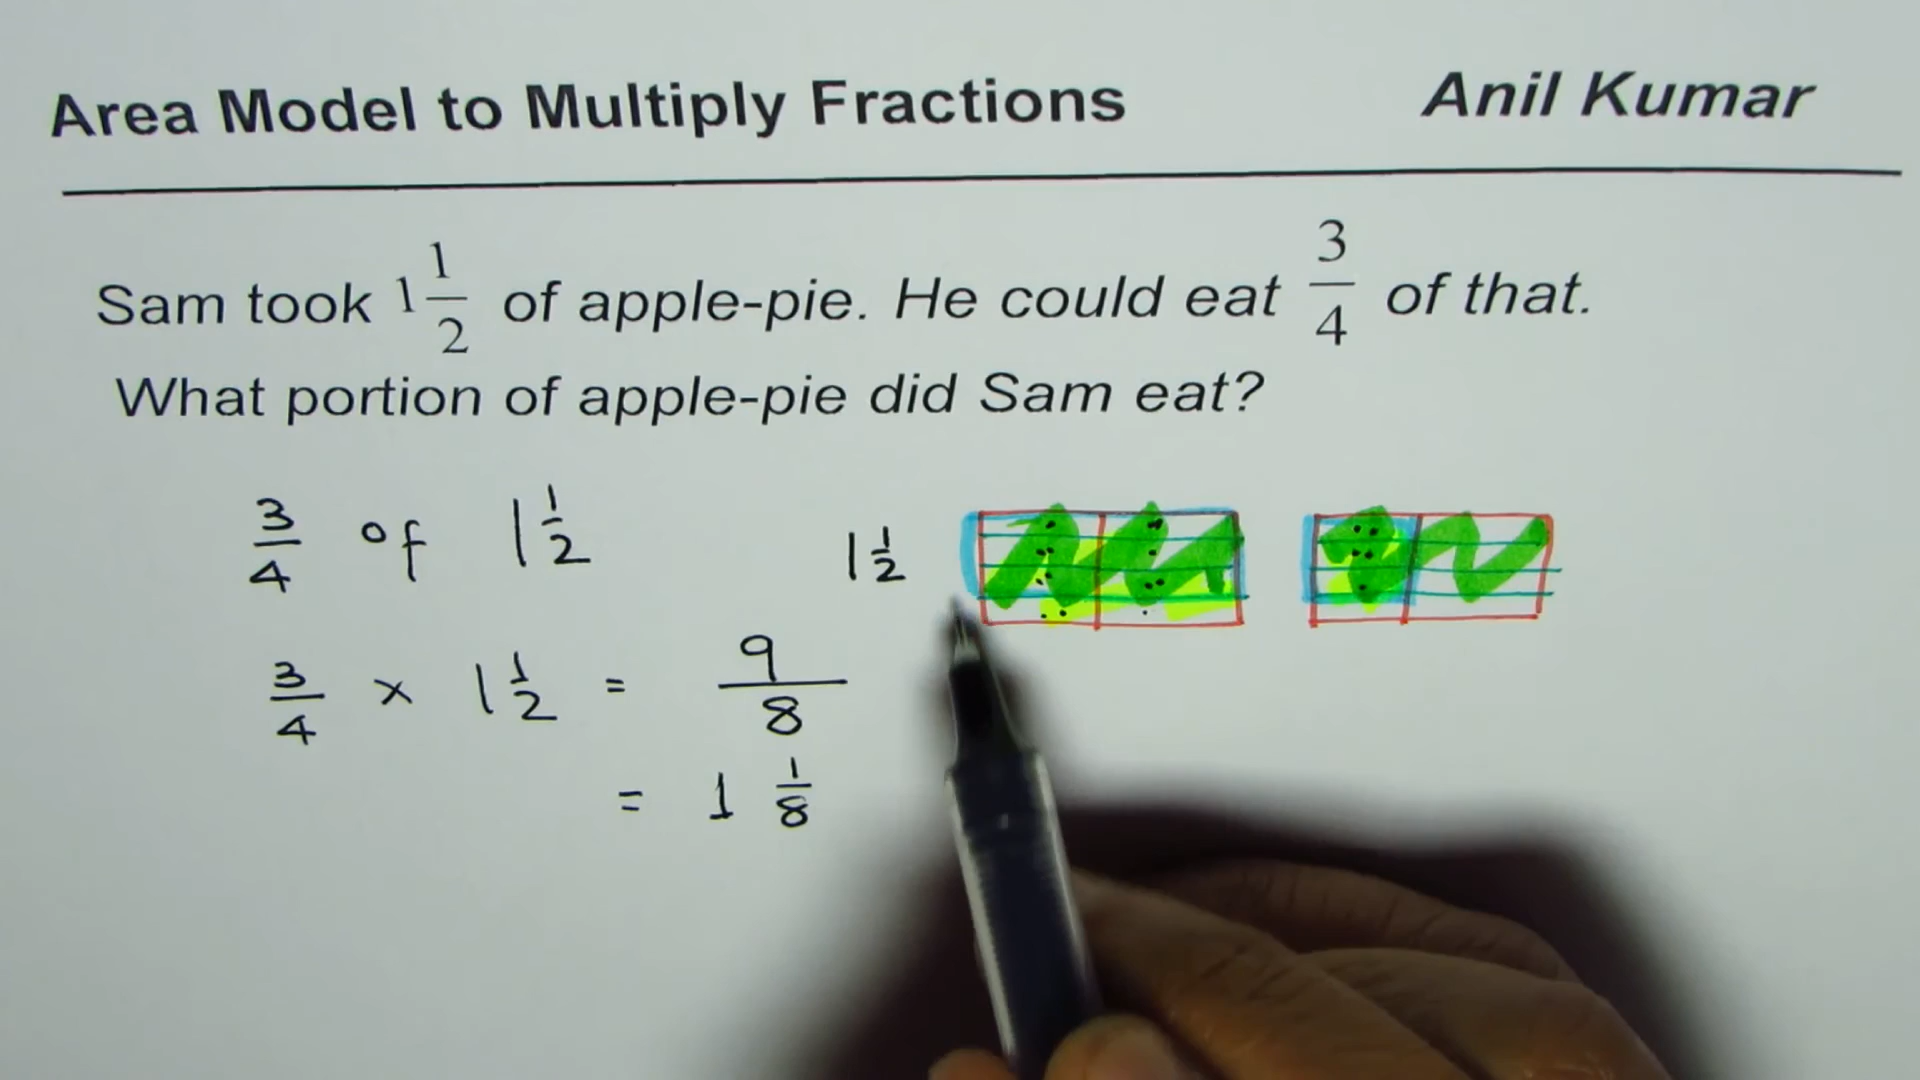 Area Model to Multiply Fractions Anil Kumar
Sam took 1 1/2 of apple-pie. He could eat 3/4 of that.
What portion of apple-pie did Sam eat?
3/4 of 1 1/2 1 1/2
3/4 x 1 1/2 = 9/8
= 1 1/8